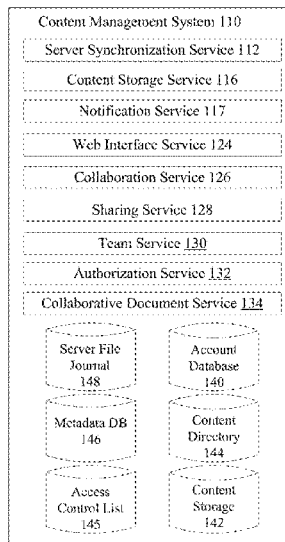 Content Management System 110
Server Synchronization Service 112
Content Storage Service 116
Notification Service 117
Web Interface Service 124
Collaboration Service 126
Sharing Service 128
Team Service 130
Authorization Service 132
Collaborative Document Service 134
Server File
Journal
148
Account
Database
140
Metadata DB
146
Content
Directory
144
Access
Control List
145
Content
Storage
142